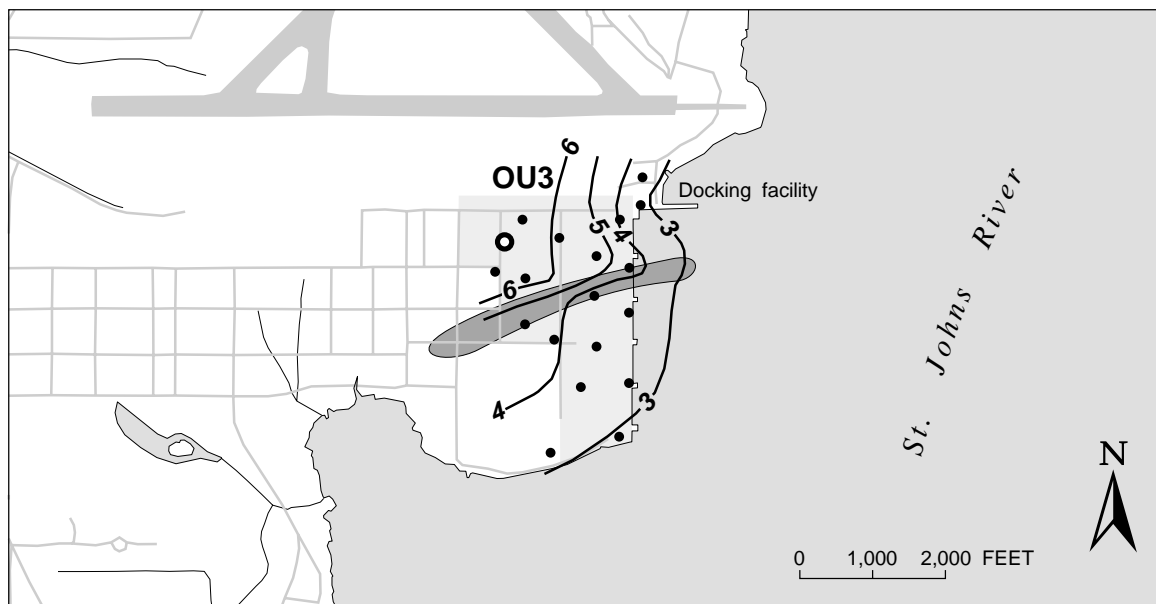 6
OU3
Docking facility
5
4
3
6
St. Johns River
4
3
N
0 1,000 2,000 FEET